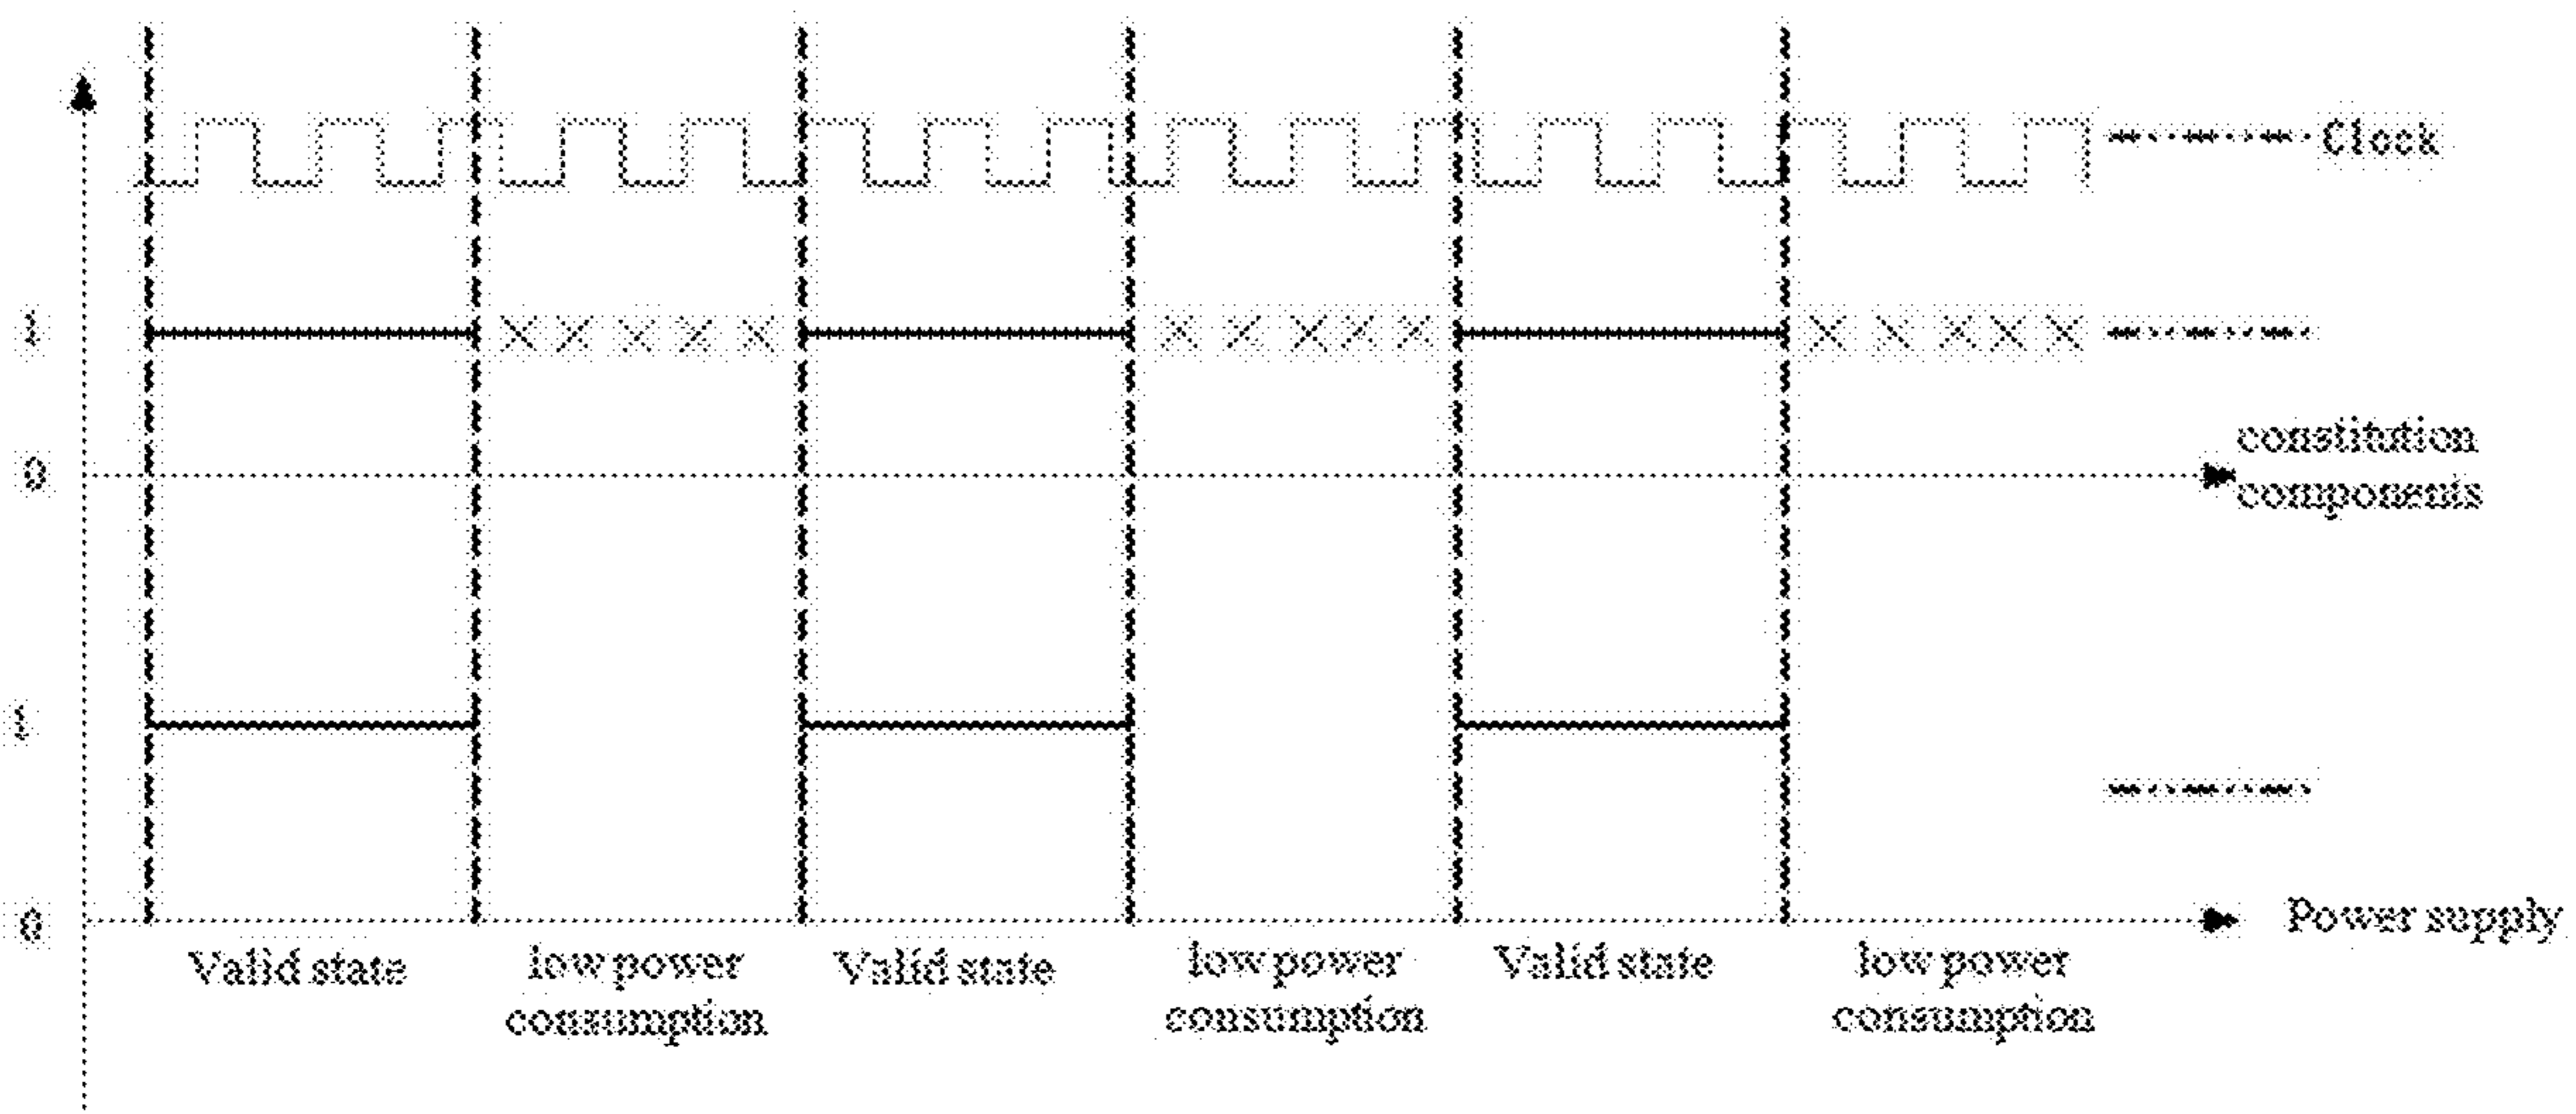 Clock
1
constitution
0
components
1
0
Power supply
Valid state
low power
consumption
Valid state
low power
consumption
Valid state
low power
consumption